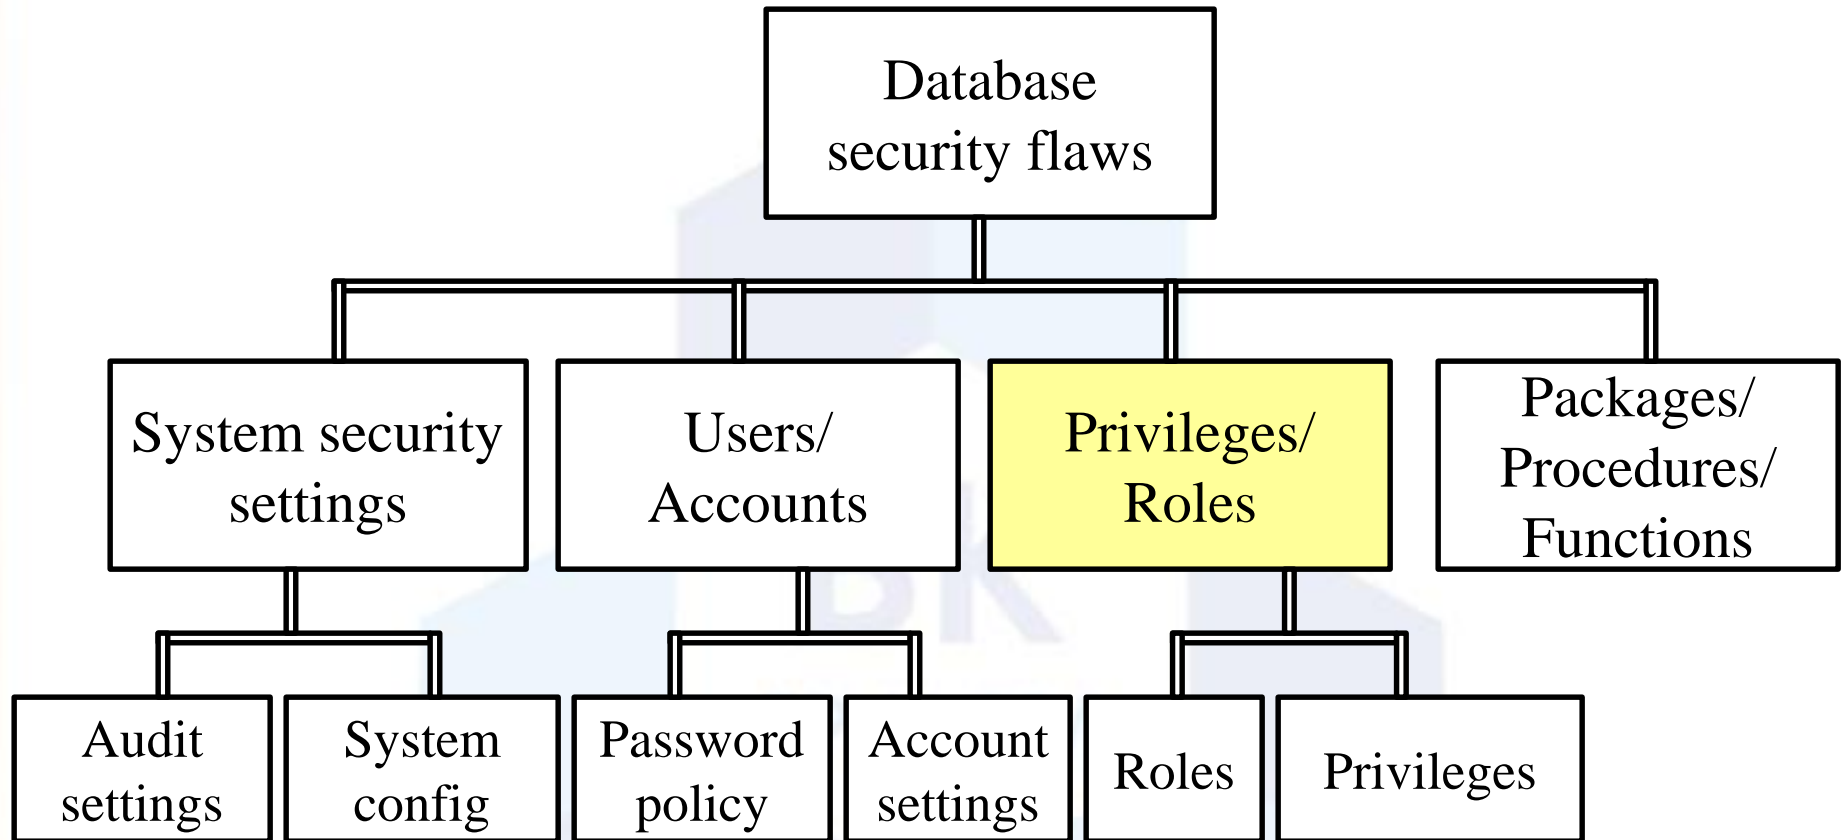 Database
security flaws
System security
settings
Users/
Accounts
Privileges/
Roles
Packages/
Procedures/
Functions
Audit
settings
System
config
Password
policy
Account
settings
Roles
Privileges
BK